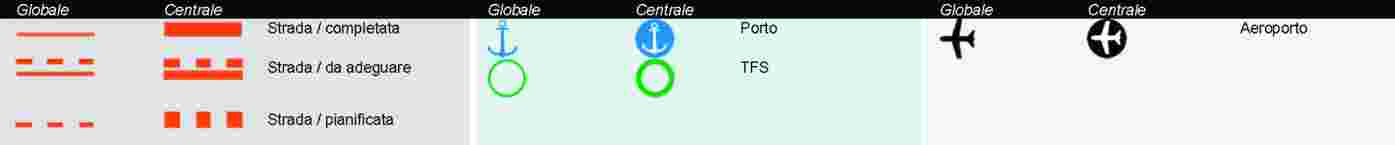 Globale Centrale Globale Centrale Globale Centrale
Strada / completata Porto Aeroporto
Strada / da adeguare TFS
Strada / pianificata